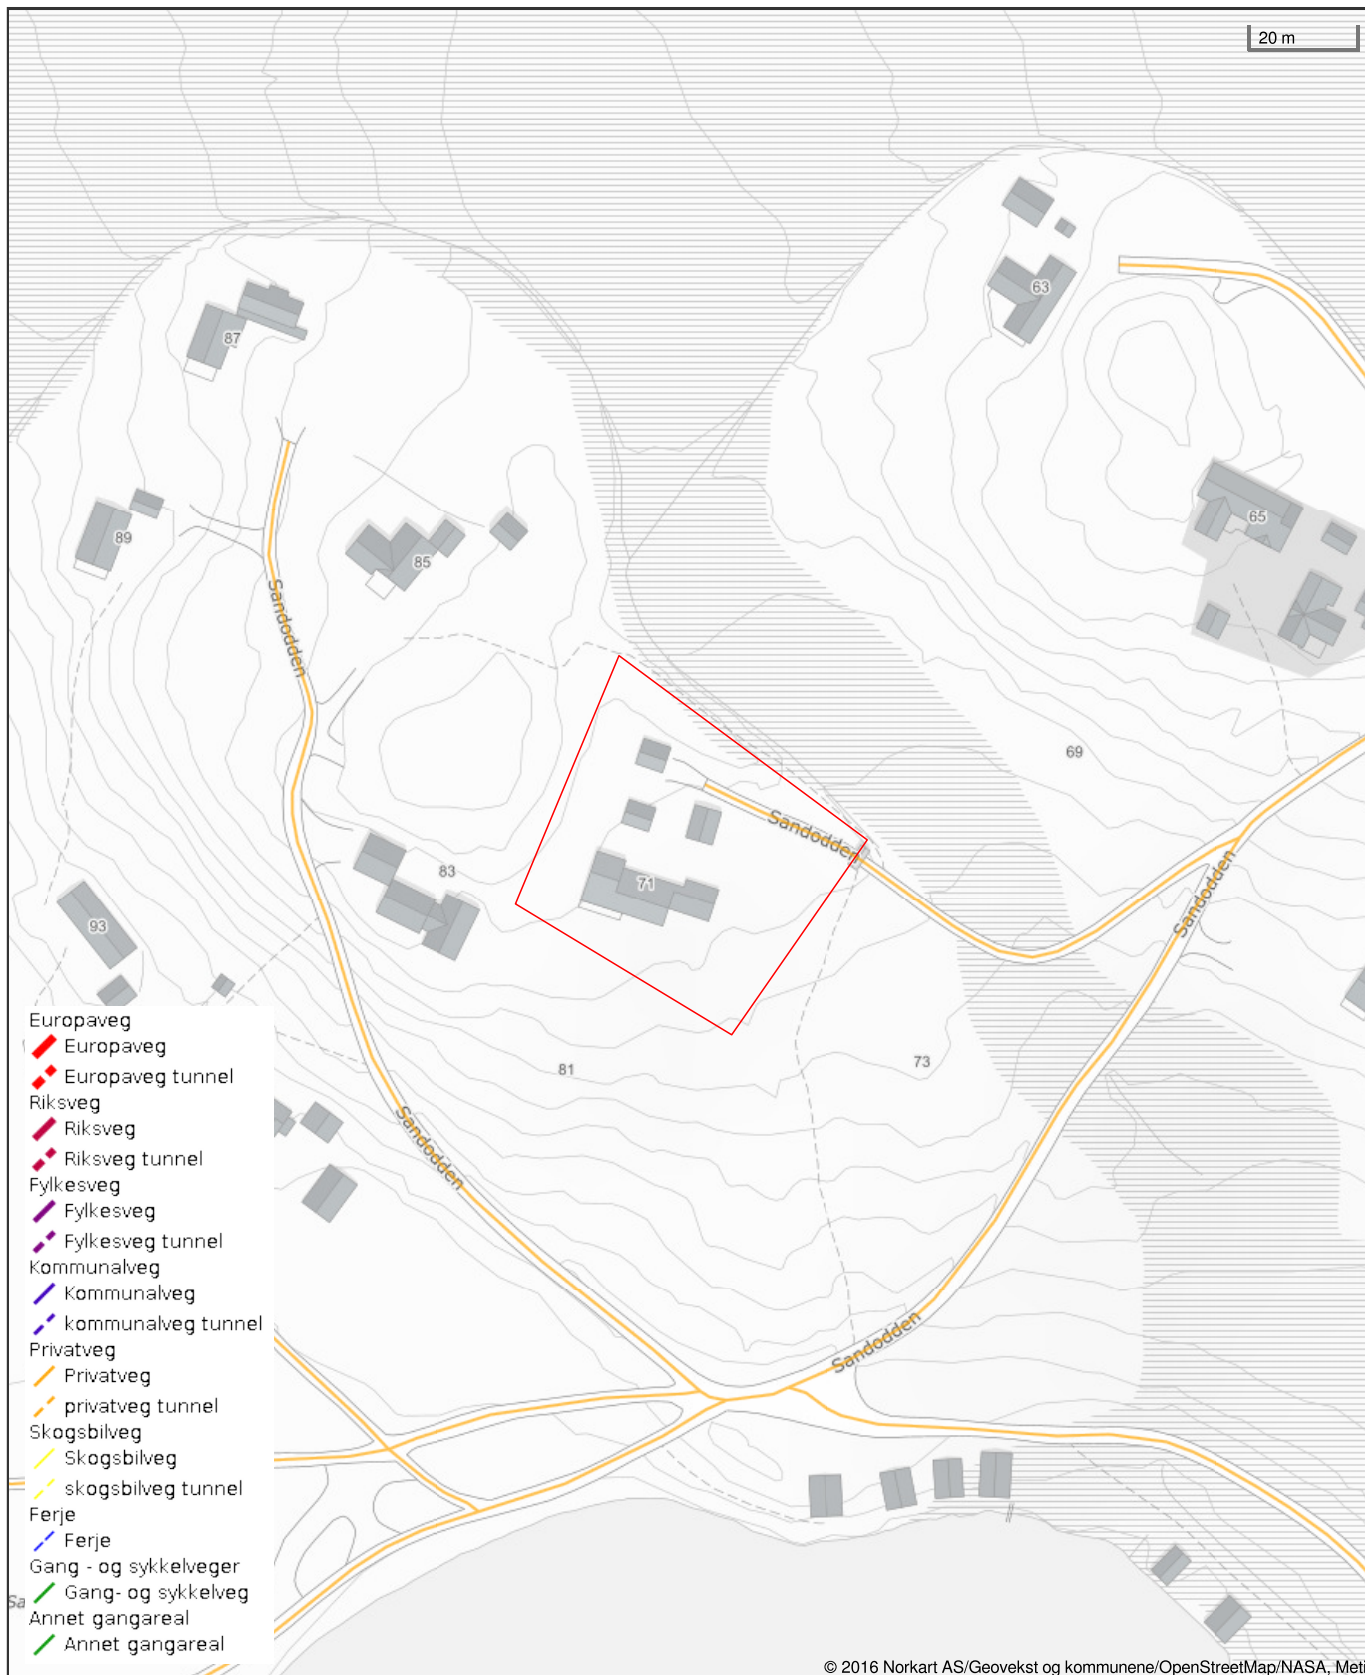 20 m
63
87
65
89
85
Sandodden
69
Sandodden
83
71
Sandodden
93
81
73
Sandodden
Sandodden
Europaveg
Europaveg
Europaveg tunnel
Riksveg
Riksveg
Riksveg tunnel
Fylkesveg
Fylkesveg
Fylkesveg tunnel
Kommunalveg
Kommunalveg
kommunalveg tunnel
Privatveg
Privatveg
privatveg tunnel
Skogsbilveg
Skogsbilveg
skogsbilveg tunnel
Ferje
Ferje
Gang - og sykkelveger
Gang- og sykkelveg
Annet gangareal
Annet gangareal
Sa
© 2016 Norkart AS/Geovekst og kommunene/OpenStreetMap/NASA, Meti